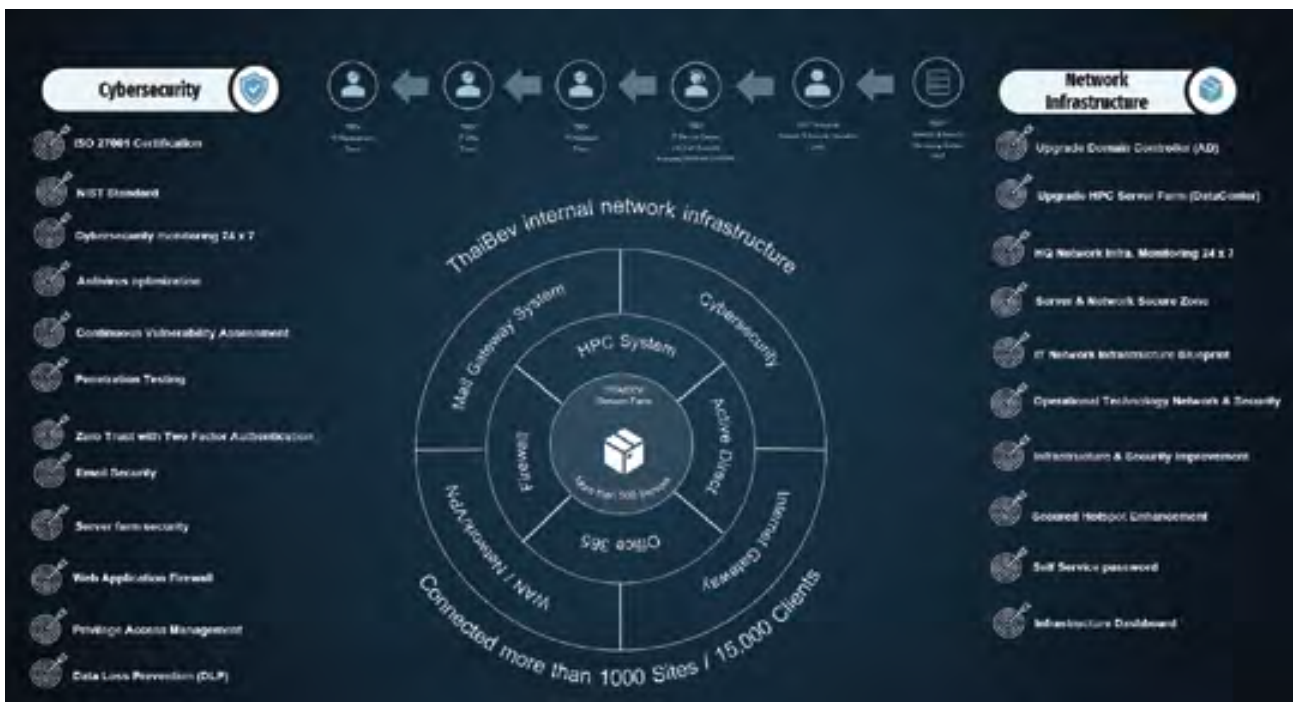 Cybersecurity
ISO 27001 Certification
NIST Standard
Cybersecurity monitoring 24 x 7
Antivirus optimization
Continuous Vulnerability Assessment
Penetration Testing
Zero Trust with Two Factor Authentication
Email Security
Server farm security
Web Application Firewall
Privilege Access Management
Data Loss Prevention (DLP)
ThaiBev internal network infrastructure
Mail Gateway System
Cybersecurity
HPC System
Firewall
Active Direct
More than 500 Servers
Office 365
WAN / Network/VPN
Internet Gateway
Connected more than 1000 Sites / 15,000 Clients
Network
Infrastructure
Upgrade Domain Controller (AD)
Upgrade HPC Server Farm (DataCenter)
HQ Network Infra. Monitoring 24 x 7
Server & Network Secure Zone
IT Network Infrastructure Blueprint
Operational Technology Network & Security
Infrastructure & Security Improvement
Secured Hotspot Enhancement
Self Service password
Infrastructure Dashboard